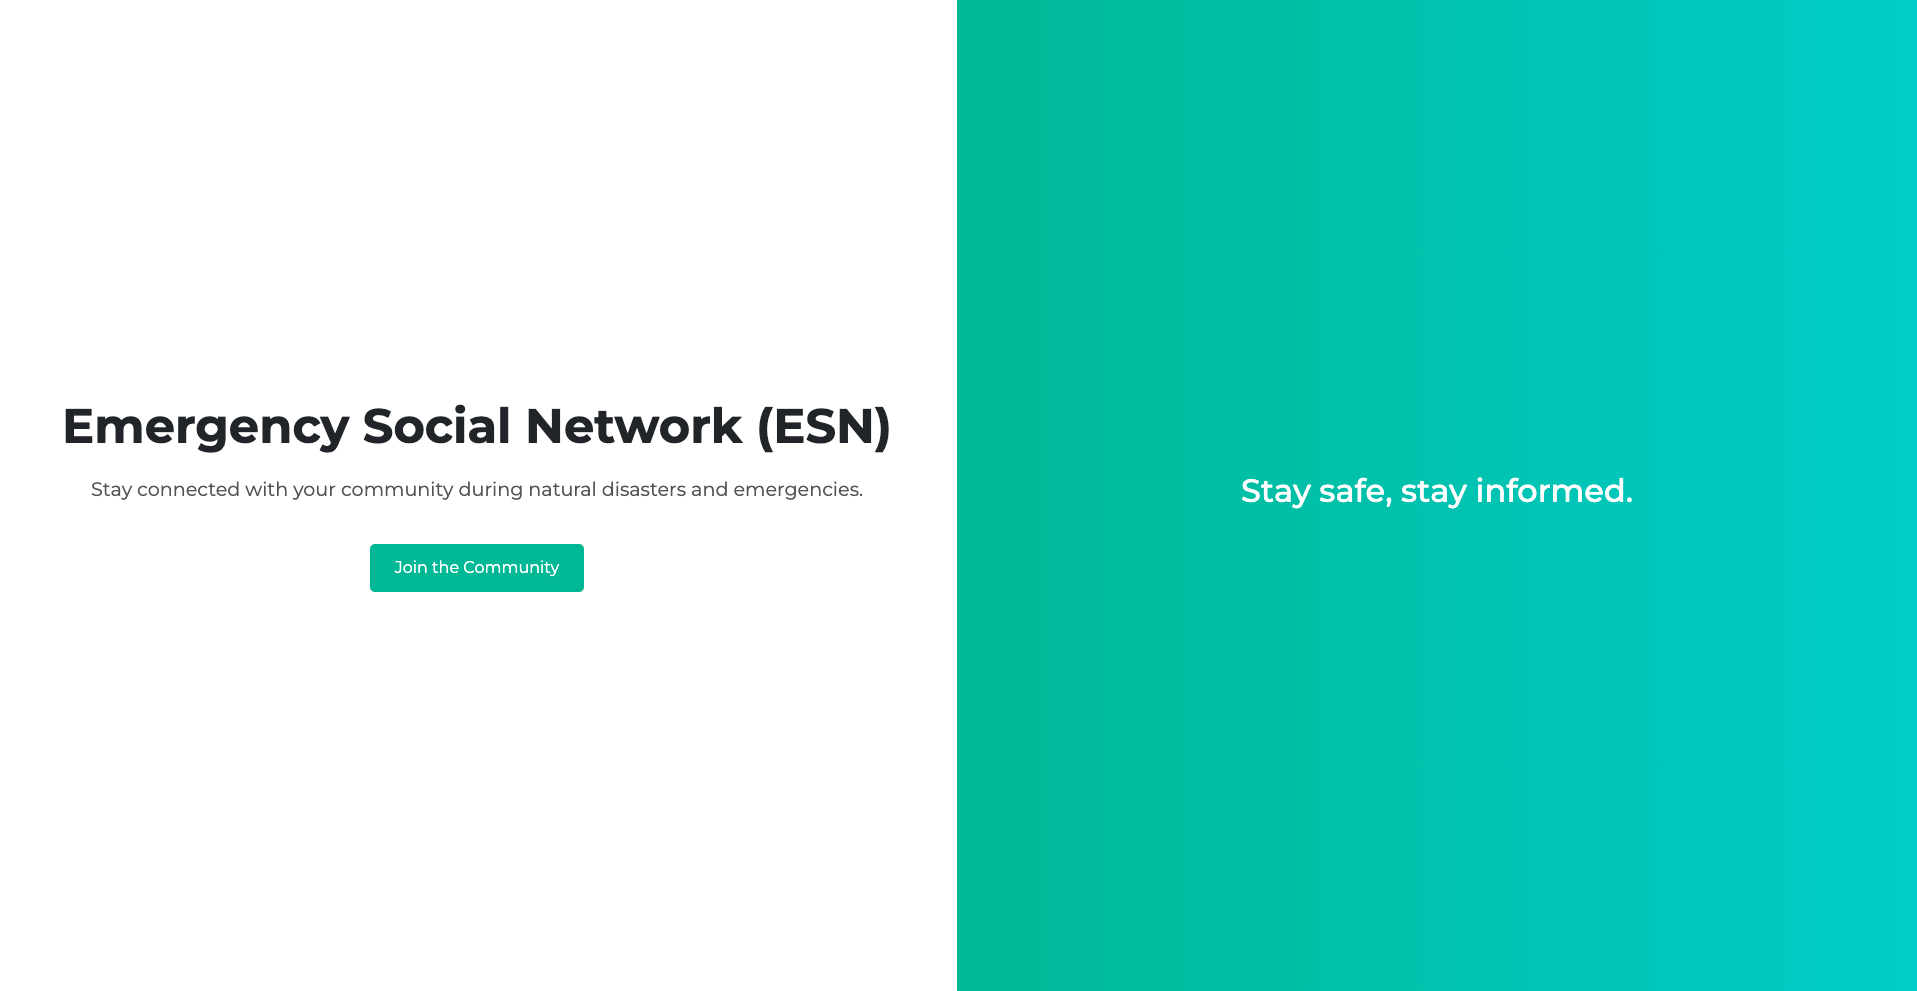 Emergency Social Network (ESN)
Stay connected with your community during natural disasters and emergencies.
Join the Community
Stay safe, stay informed.